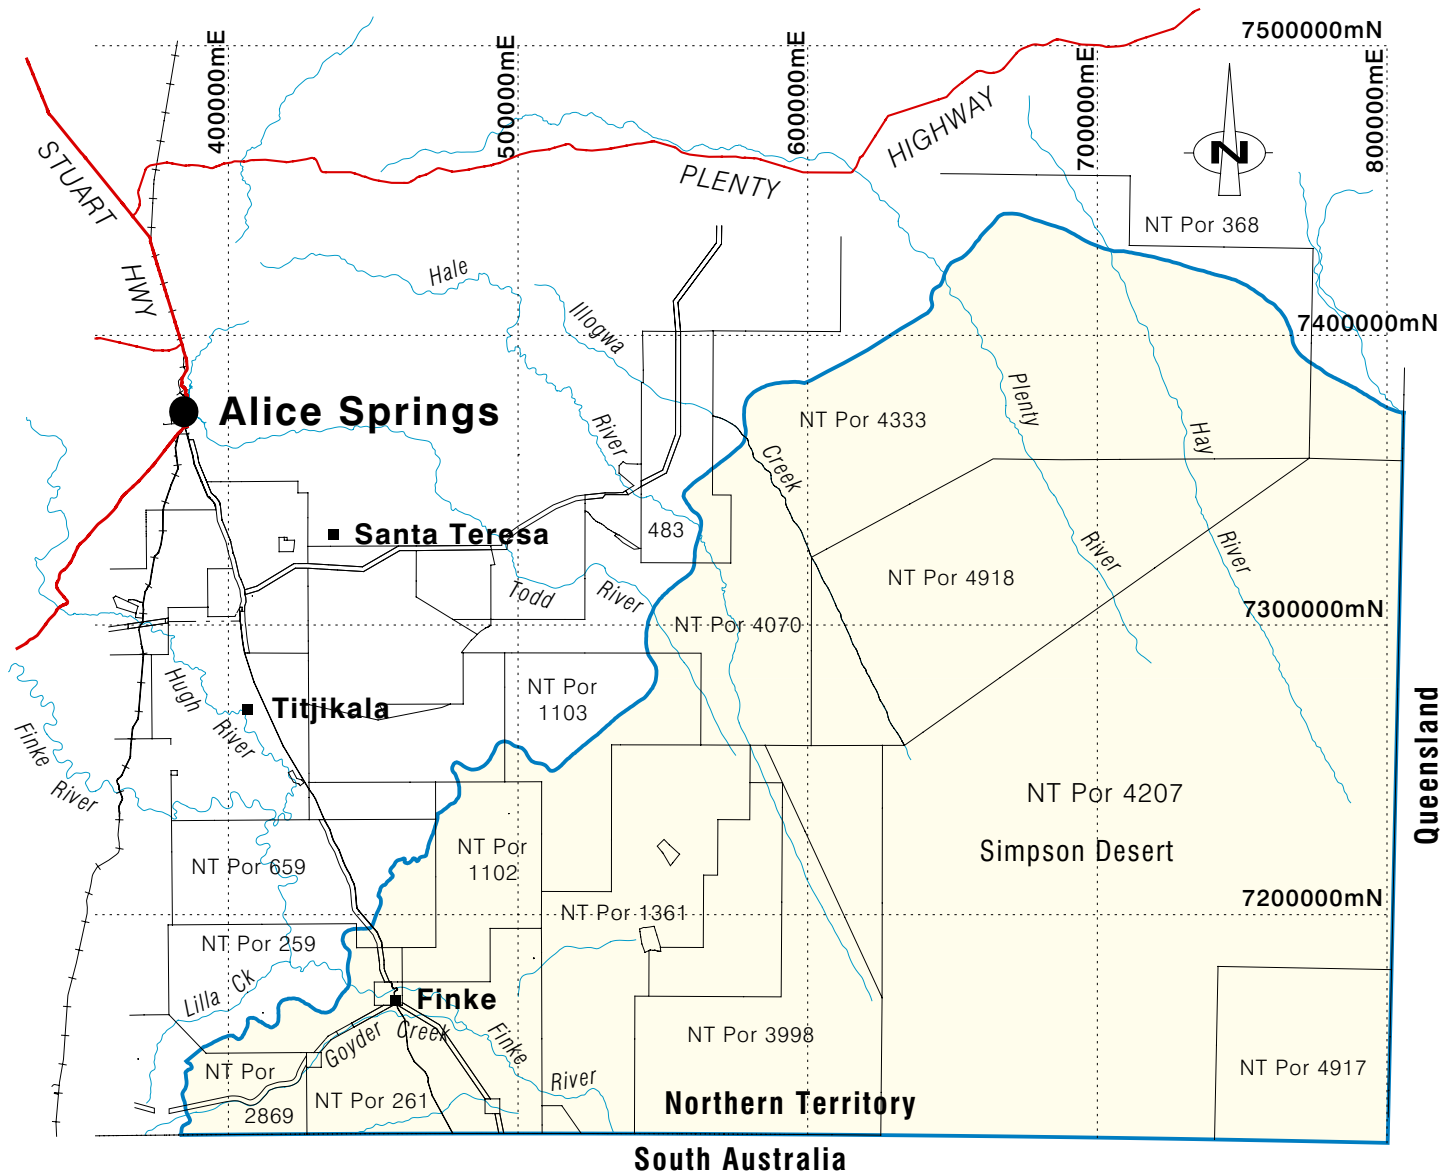 7500000mN
400000mE
500000mE
600000mE
700000mE
800000mE
STUART
HWY
PLENTY
HIGHWAY
N
NT Por 368
Hale
River
Illogwa
Creek
7400000mN
Alice Springs
NT Por 4333
Plenty
River
Hay
River
483
Santa Teresa
NT Por 4918
Todd
River
7300000mN
NT Por 4070
Hugh
River
NT Por
1103
Titjikala
Finke
River
Queensland
NT Por 4207
Simpson Desert
NT Por
1102
NT Por 659
7200000mN
NT Por 1361
NT Por 259
Lilla Ck
Finke
Goyder
Creek
Finke
River
NT Por 3998
NT Por
2869
NT Por 261
NT Por 4917
Northern Territory
South Australia